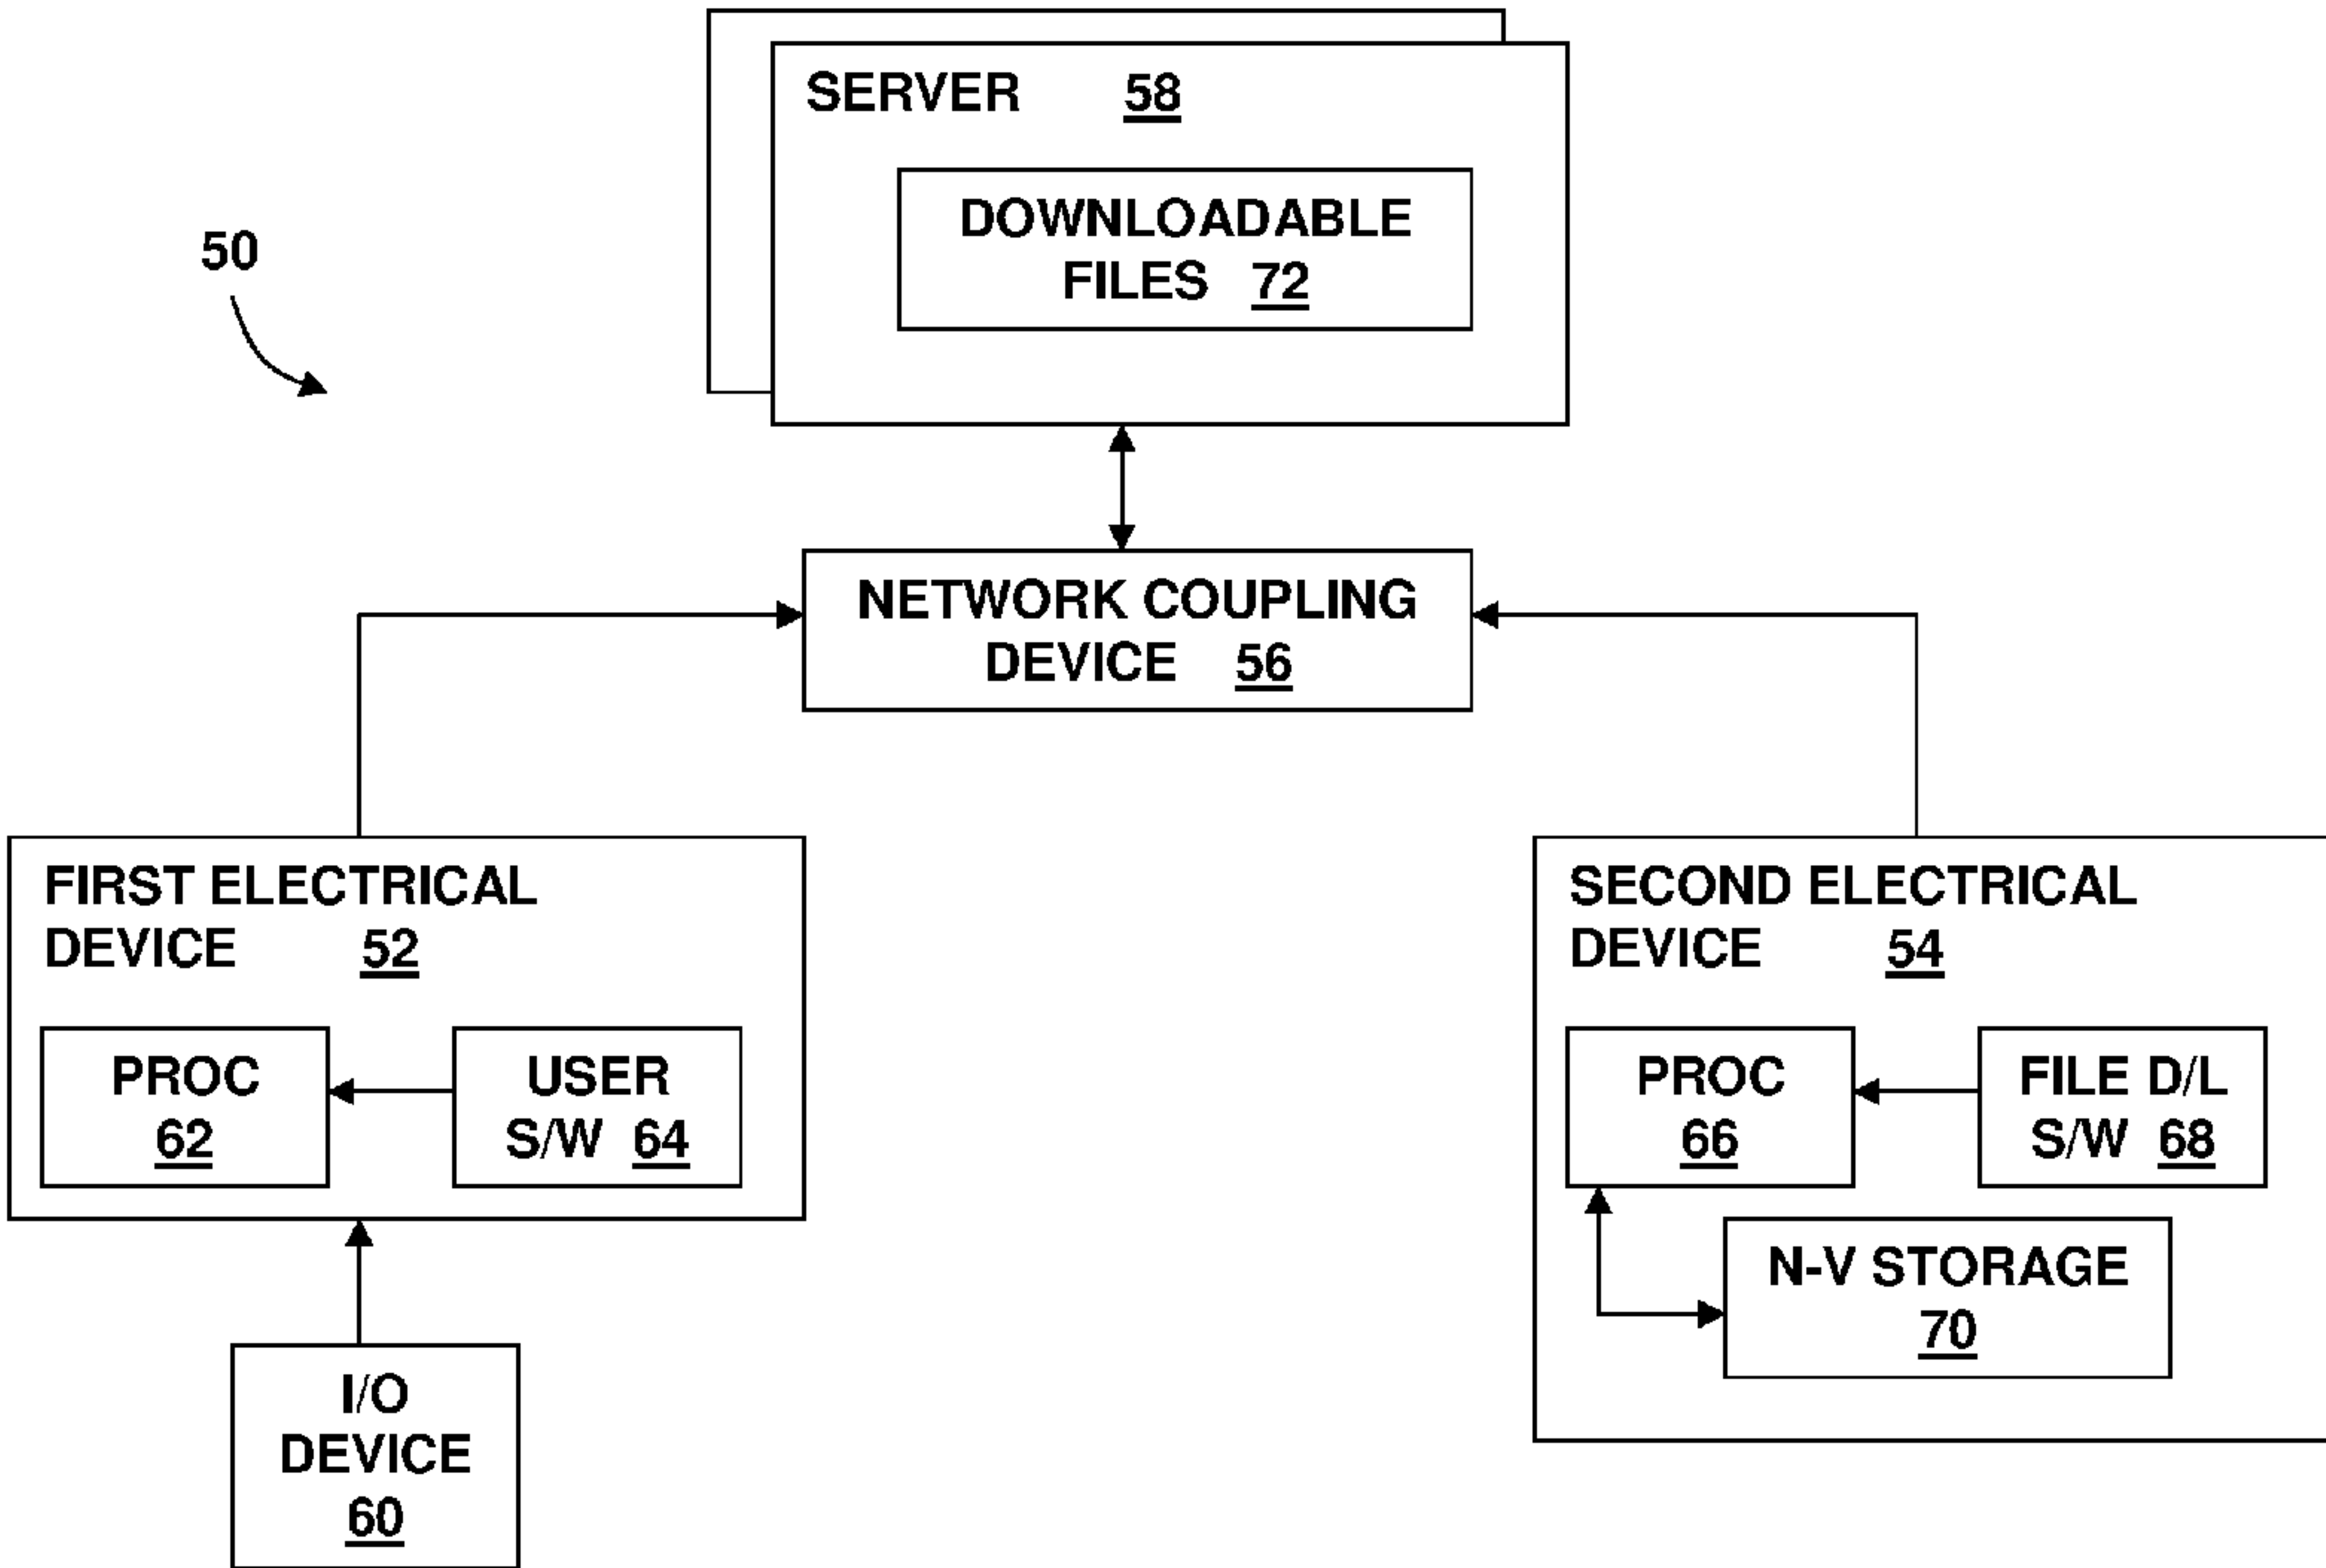 SERVER 58
DOWNLOADABLE
FILES 72
50
NETWORK COUPLING
DEVICE 56
FIRST ELECTRICAL
DEVICE 52
PROC
62
USER
S/W 64
I/O
DEVICE
60
SECOND ELECTRICAL
DEVICE 54
PROC
66
FILE D/L
S/W 68
N-V STORAGE
70